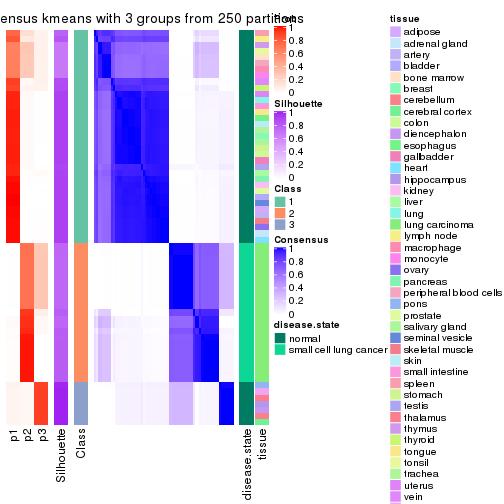 ensus kmeans with 3 groups from 250 partitions
1
0.8
0.6
0.4
0.2
0
Silhouette
1
0.8
0.6
0.4
0.2
0
Class
1
2
3
Consensus
1
0.8
0.6
0.4
0.2
0
disease.state
normal
small cell lung cancer
tissue
adipose
adrenal gland
artery
bladder
bone marrow
breast
cerebellum
cerebral cortex
colon
diencephalon
esophagus
gallbadder
heart
hippocampus
kidney
liver
lung
lung carcinoma
lymph node
macrophage
monocyte
ovary
pancreas
peripheral blood cells
pons
prostate
salivary gland
seminal vesicle
skeletal muscle
skin
small intestine
spleen
stomach
testis
thalamus
thymus
thyroid
tongue
tonsil
trachea
uterus
vein
p1
p2
p3
Silhouette
Class
disease.state
tissue